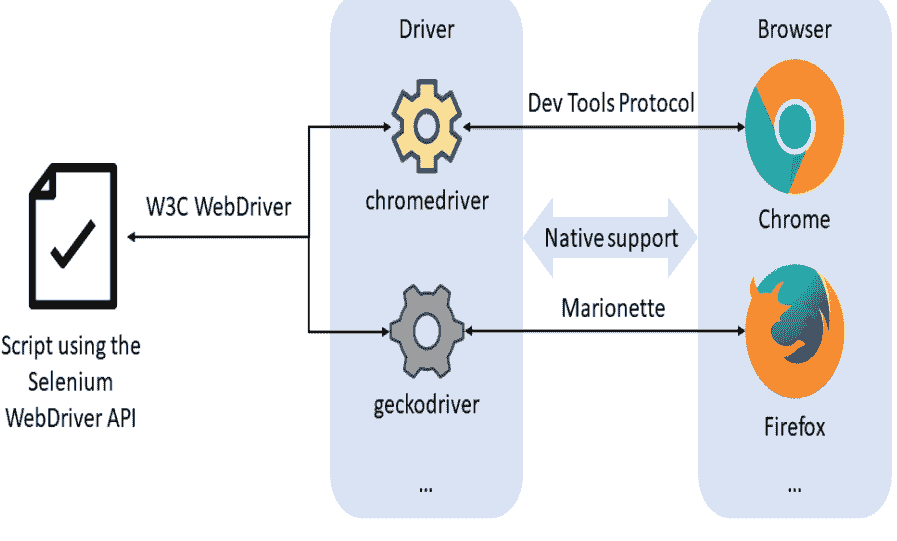 Driver
Browser
Dev Tools Protocol
W3C WebDriver
chromedriver
Chrome
Native support
Marionette
Script using the
Selenium
WebDriver API
geckodriver
Firefox
...
...